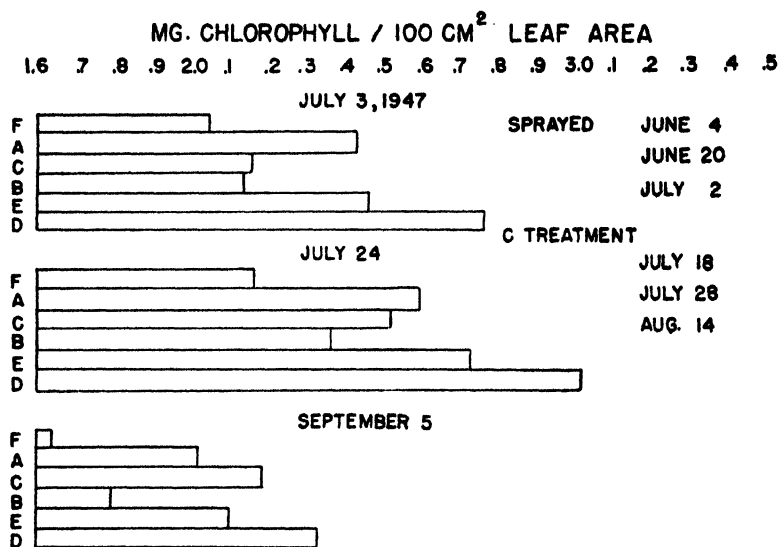 MG. CHLOROPHYLL / 100 CM² LEAF AREA
1.6 .7 .8 .9 2.0 .1 .2 .3 .4 .5 .6 .7 .8 .9 3.0 .1 .2 .3 .4 .5
JULY 3, 1947
F
A
C
B
E
D
SPRAYED JUNE 4
JUNE 20
JULY 2
C TREATMENT
JULY 18
JULY 28
AUG. 14
JULY 24
F
A
C
B
E
D
SEPTEMBER 5
F
A
C
B
E
D